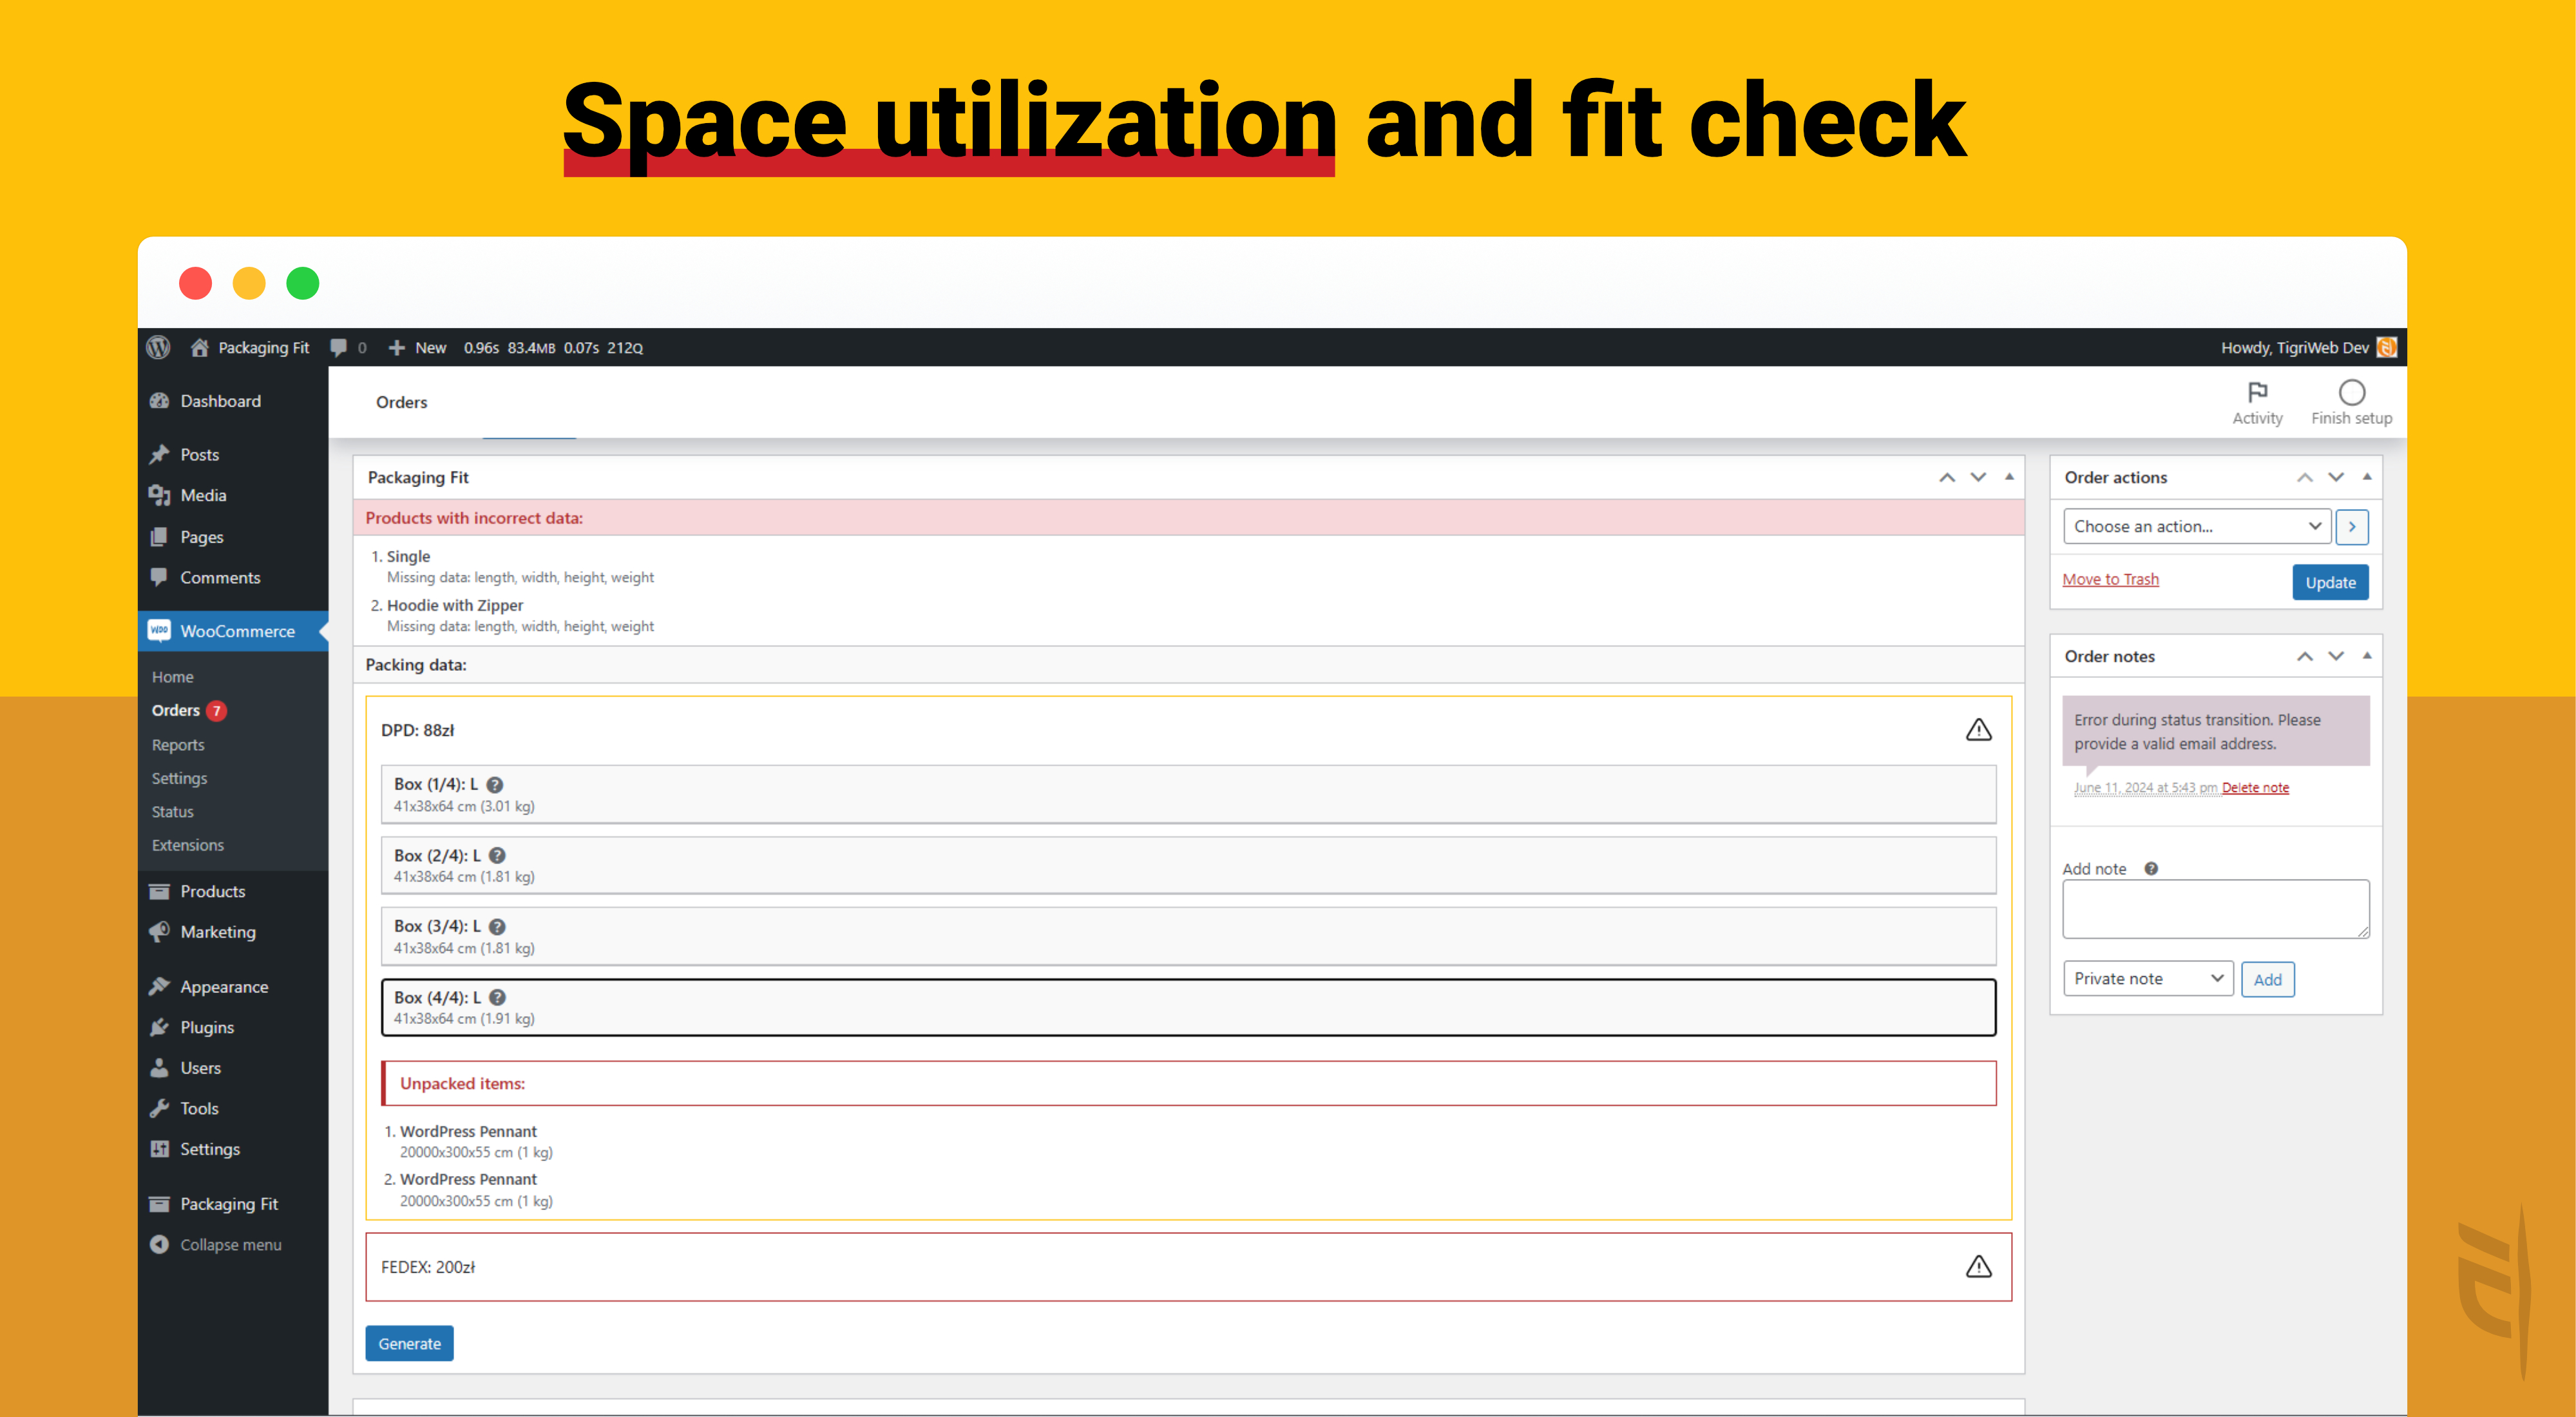 Space utilization and fit check
Packaging Fit
0
New
0.96s 83.4MB 0.07s 212Q
Howdy, TigriWeb Dev
Dashboard
Posts
Media
Pages
Comments
WooCommerce
Home
Orders 7
Reports
Settings
Status
Extensions
Products
Marketing
Appearance
Plugins
Users
Tools
Settings
Packaging Fit
Collapse menu
Orders
Activity
Finish setup
Packaging Fit
Products with incorrect data:
1. Single
Missing data: length, width, height, weight
2. Hoodie with Zipper
Missing data: length, width, height, weight
Packing data:
DPD: 88zł
Box (1/4): L
41x38x64 cm (3.01 kg)
Box (2/4): L
41x38x64 cm (1.81 kg)
Box (3/4): L
41x38x64 cm (1.81 kg)
Box (4/4): L
41x38x64 cm (1.91 kg)
Unpacked items:
1. WordPress Pennant
20000x300x55 cm (1 kg)
2. WordPress Pennant
20000x300x55 cm (1 kg)
FEDEX: 200zł
Generate
Order actions
Choose an action...
Move to Trash
Update
Order notes
Error during status transition. Please
provide a valid email address.
June 11, 2024 at 5:43 pm Delete note
Add note
Private note
Add